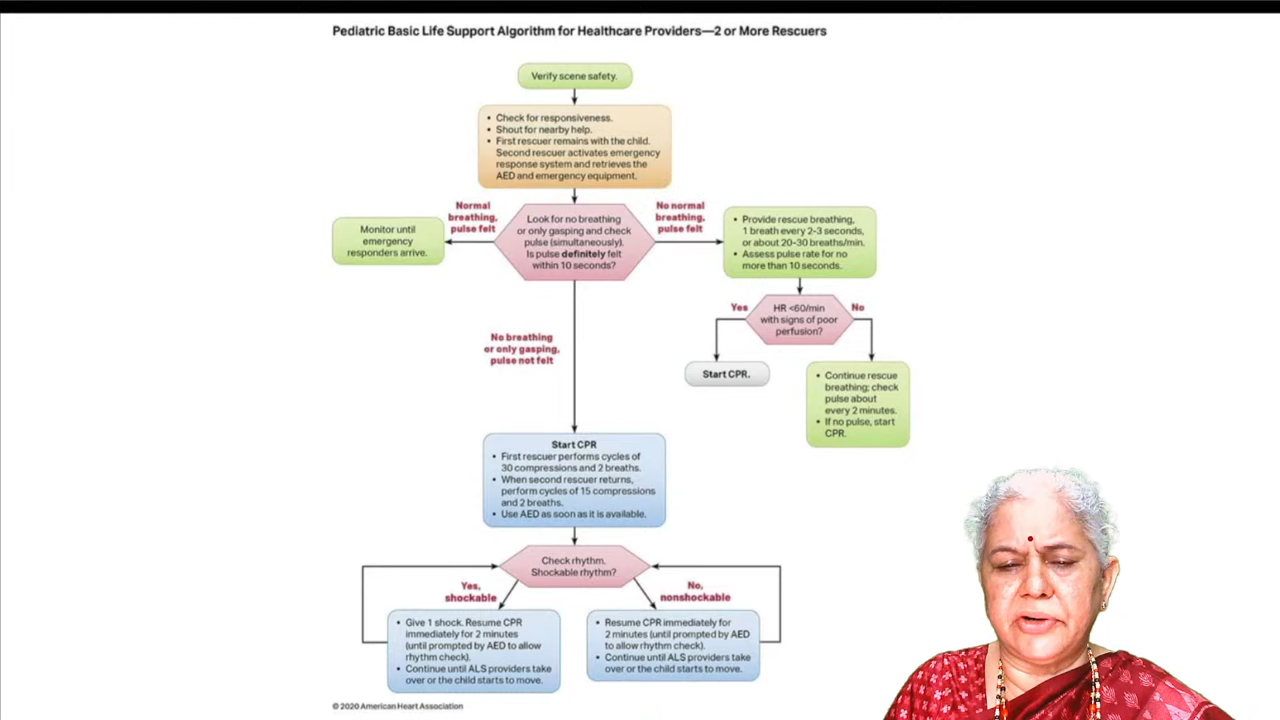 Pediatric Basic Life Support Algorithm for Healthcare Providers—2 or More Rescuers
Verify scene safety.
• Check for responsiveness.
• Shout for nearby help.
• First rescuer remains with the child.
Second rescuer activates emergency
response system and retrieves the
AED and emergency equipment.
Normal
breathing,
pulse felt
Monitor until
emergency
responders arrive.
Look for no breathing
or only gasping and check
pulse (simultaneously).
Is pulse definitely felt
within 10 seconds?
No normal
breathing,
pulse felt
• Provide rescue breathing,
1 breath every 2-3 seconds,
or about 20-30 breaths/min.
• Assess pulse rate for no
more than 10 seconds.
Yes
HR <60/min
with signs of poor
perfusion?
No
Start CPR.
• Continue rescue
breathing; check
pulse about
every 2 minutes.
• If no pulse, start
CPR.
No breathing
or only gasping,
pulse not felt
Start CPR
• First rescuer performs cycles of
30 compressions and 2 breaths.
• When second rescuer returns,
perform cycles of 15 compressions
and 2 breaths.
• Use AED as soon as it is available.
Check rhythm.
Shockable rhythm?
Yes,
shockable
No,
nonshockable
• Give 1 shock. Resume CPR
immediately for 2 minutes
(until prompted by AED to allow
rhythm check).
• Continue until ALS providers take
over or the child starts to move.
• Resume CPR immediately for
2 minutes (until prompted by AED
to allow rhythm check).
• Continue until ALS providers take
over or the child starts to move.
© 2020 American Heart Association